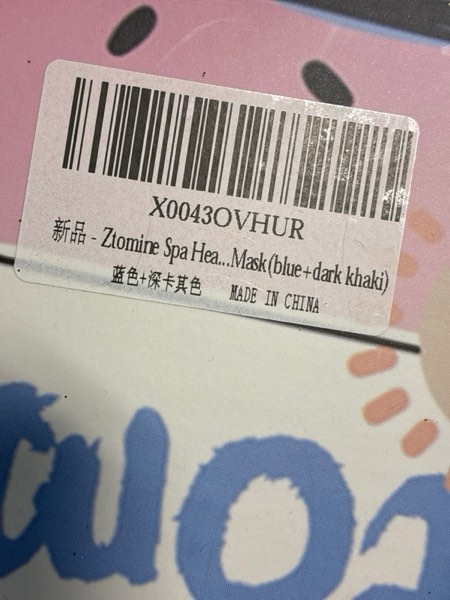 X0043OVHUR
新品 - Ztomine Spa Hea...Mask(blue+dark khaki)
蓝色+深卡其色 MADE IN CHINA